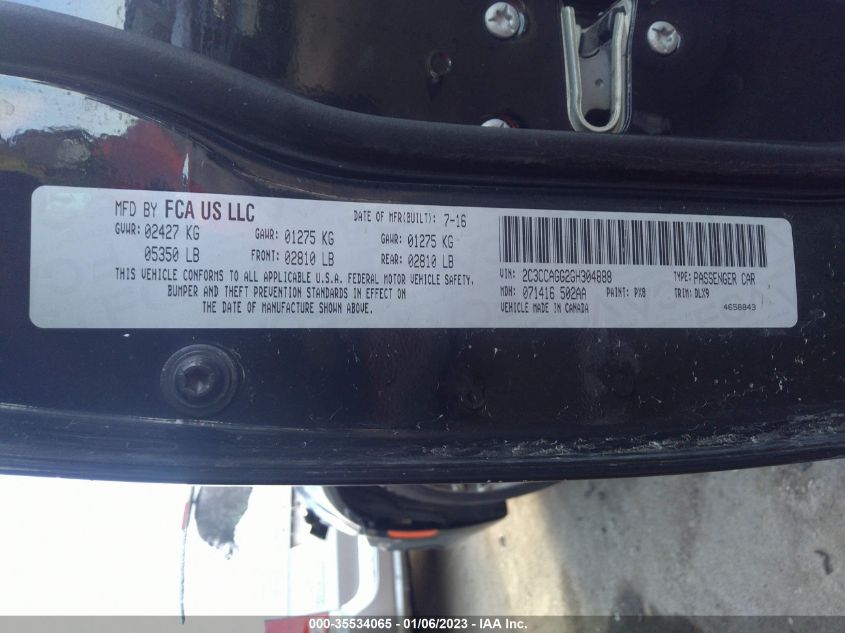 MFD BY FCA US LLC DATE OF MFR(BUILT): 7-16
GVWR: 02427 KG GAWR: 01275 KG GAWR: 01275 KG
05350 LB FRONT: 02810 LB REAR: 02810 LB
THIS VEHICLE CONFORMS TO ALL APPLICABLE U.S.A. FEDERAL MOTOR VEHICLE SAFETY,
BUMPER AND THEFT PREVENTION STANDARDS IN EFFECT ON
THE DATE OF MANUFACTURE SHOWN ABOVE.
VIN: 2C3CCAGG2GH304888 TYPE: PASSENGER CAR
MDH: 071416 502AA PAINT: PX8 TRIM: DLX9
VEHICLE MADE IN CANADA 4658843
000-35534065 - 01/06/2023 - IAA Inc.